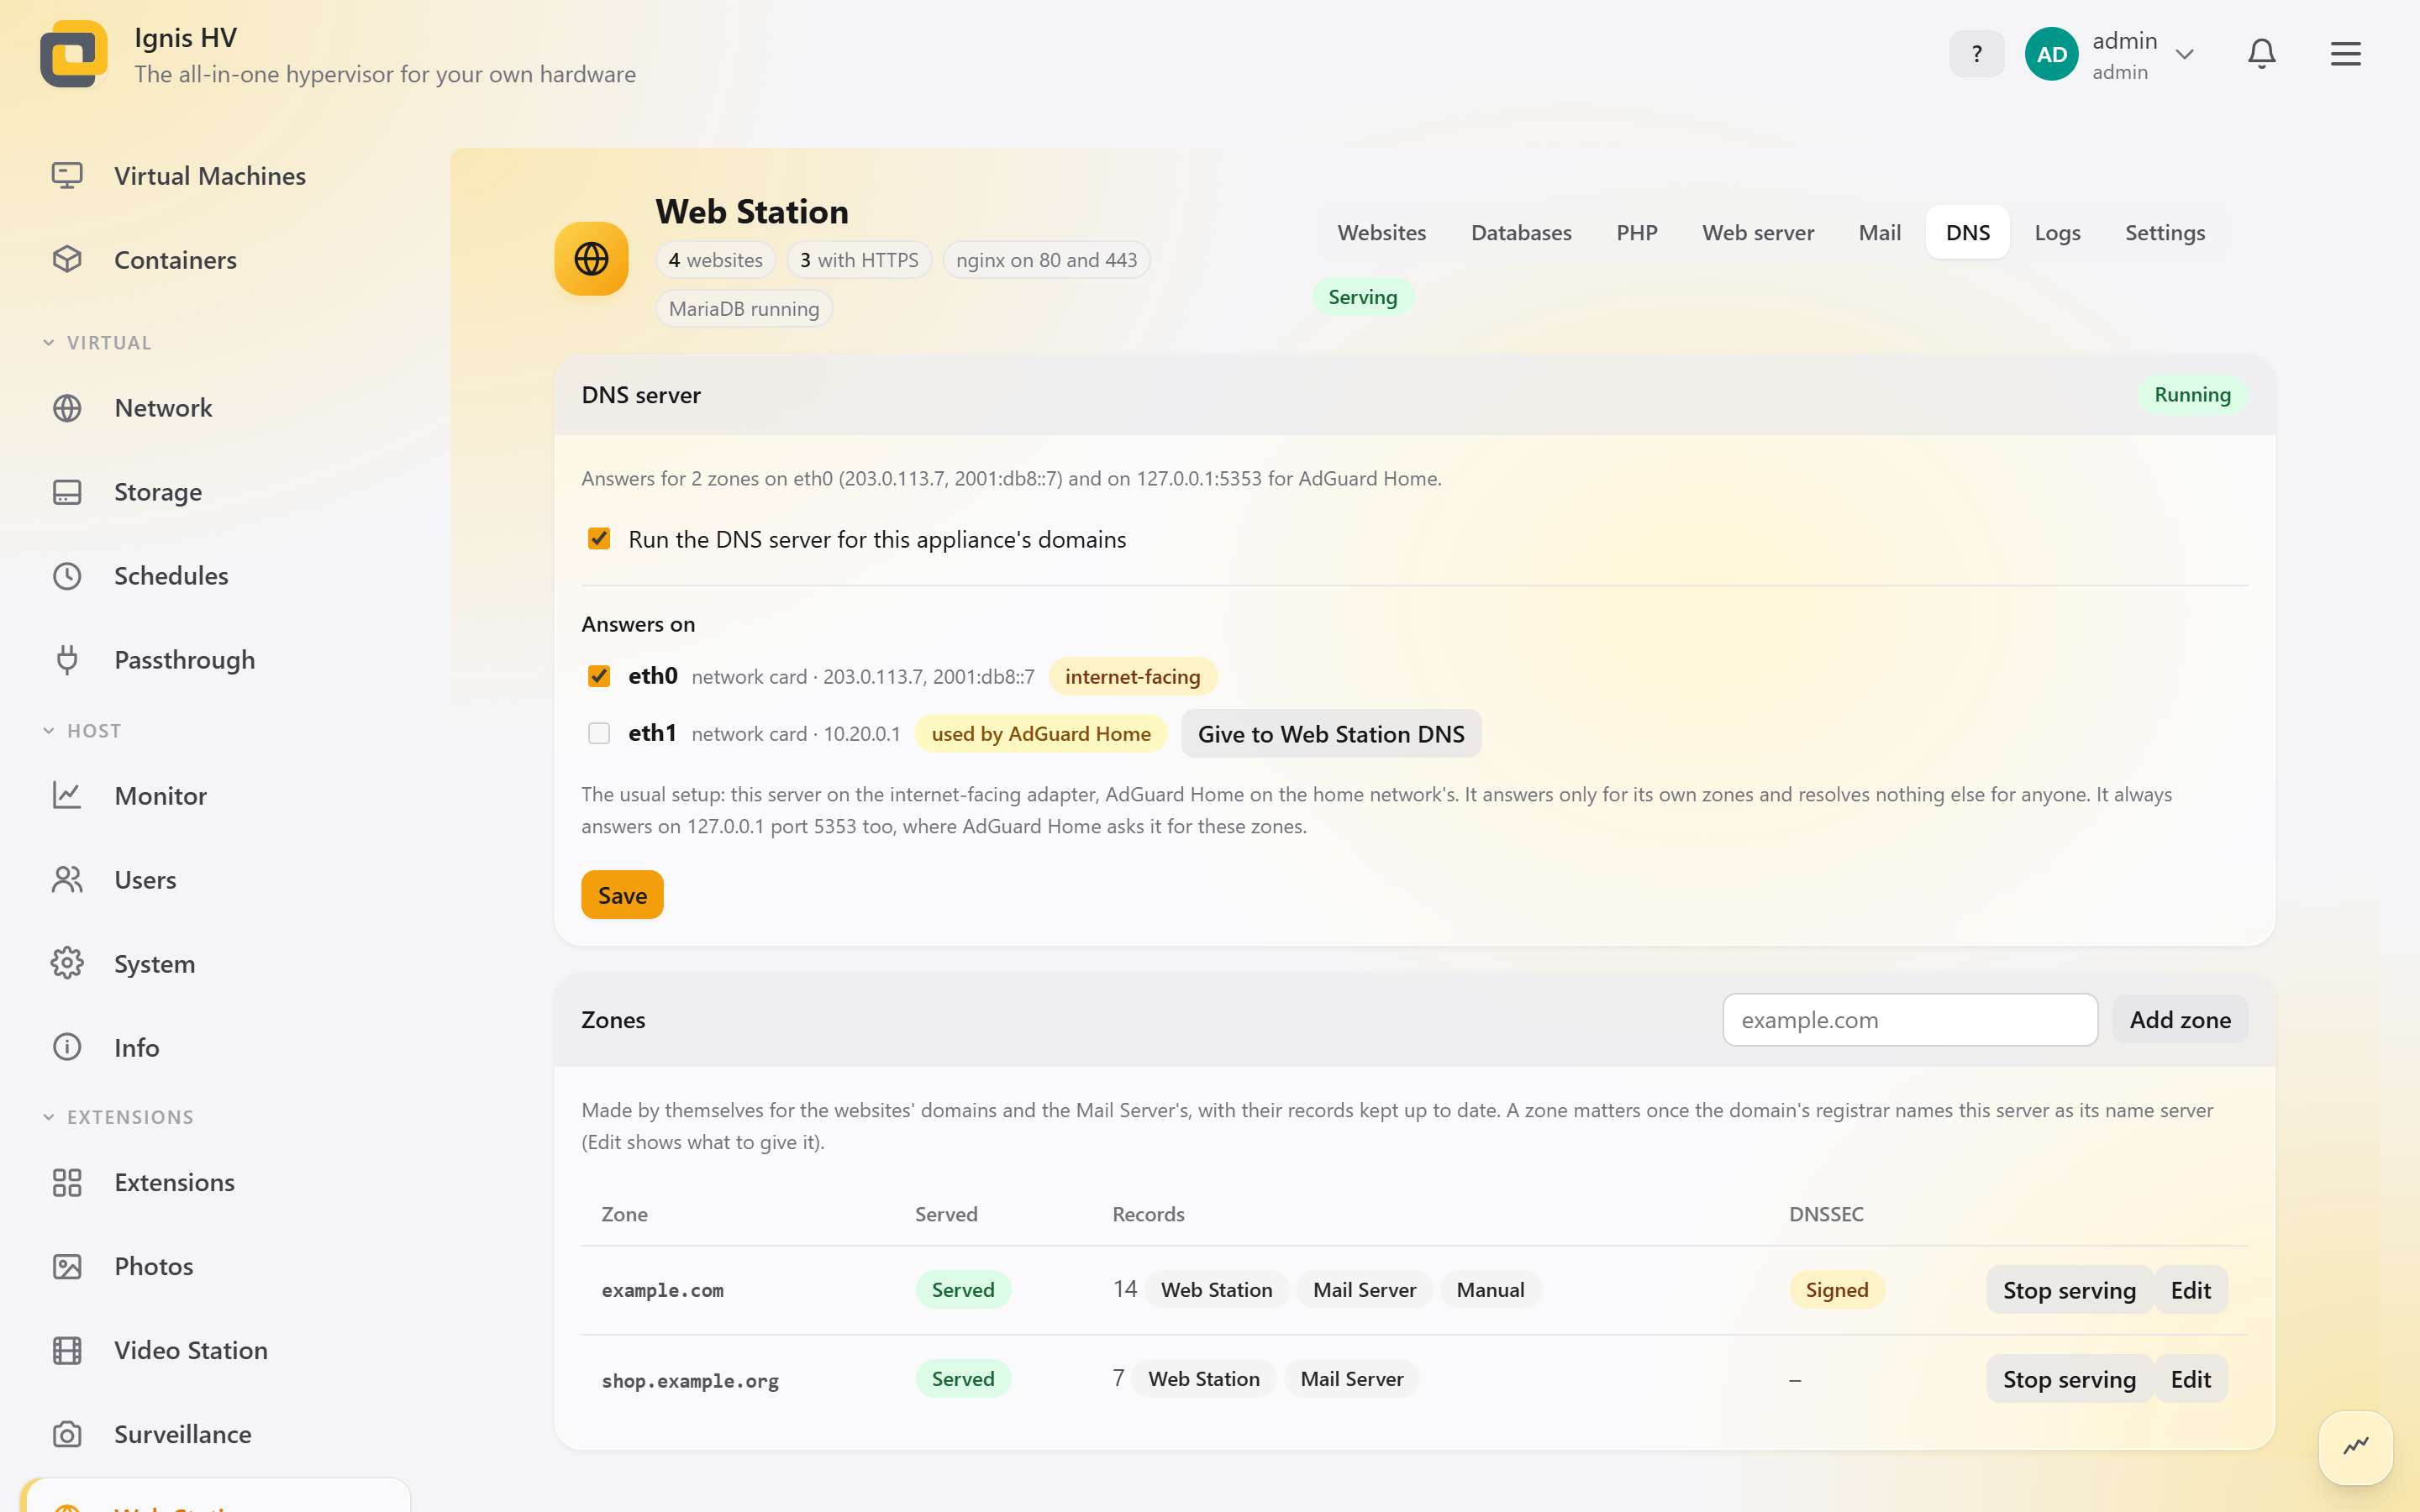 Ignis HV
The all-in-one hypervisor for your own hardware
?
AD
admin
admin
Virtual Machines
Containers
VIRTUAL
Network
Storage
Schedules
Passthrough
HOST
Monitor
Users
System
Info
EXTENSIONS
Extensions
Photos
Video Station
Surveillance
Web Station
4 websites
3 with HTTPS
nginx on 80 and 443
MariaDB running
Websites
Databases
PHP
Web server
Mail
DNS
Logs
Settings
Serving
DNS server
Running
Answers for 2 zones on eth0 (203.0.113.7, 2001:db8::7) and on 127.0.0.1:5353 for AdGuard Home.
Run the DNS server for this appliance's domains
Answers on
eth0 network card · 203.0.113.7, 2001:db8::7 internet-facing
eth1 network card · 10.20.0.1 used by AdGuard Home Give to Web Station DNS
The usual setup: this server on the internet-facing adapter, AdGuard Home on the home network's. It answers only for its own zones and resolves nothing else for anyone. It always
answers on 127.0.0.1 port 5353 too, where AdGuard Home asks it for these zones.
Save
Zones
example.com
Add zone
Made by themselves for the websites' domains and the Mail Server's, with their records kept up to date. A zone matters once the domain's registrar names this server as its name server
(Edit shows what to give it).
Zone Served Records DNSSEC
example.com Served 14 Web Station Mail Server Manual Signed Stop serving Edit
shop.example.org Served 7 Web Station Mail Server – Stop serving Edit